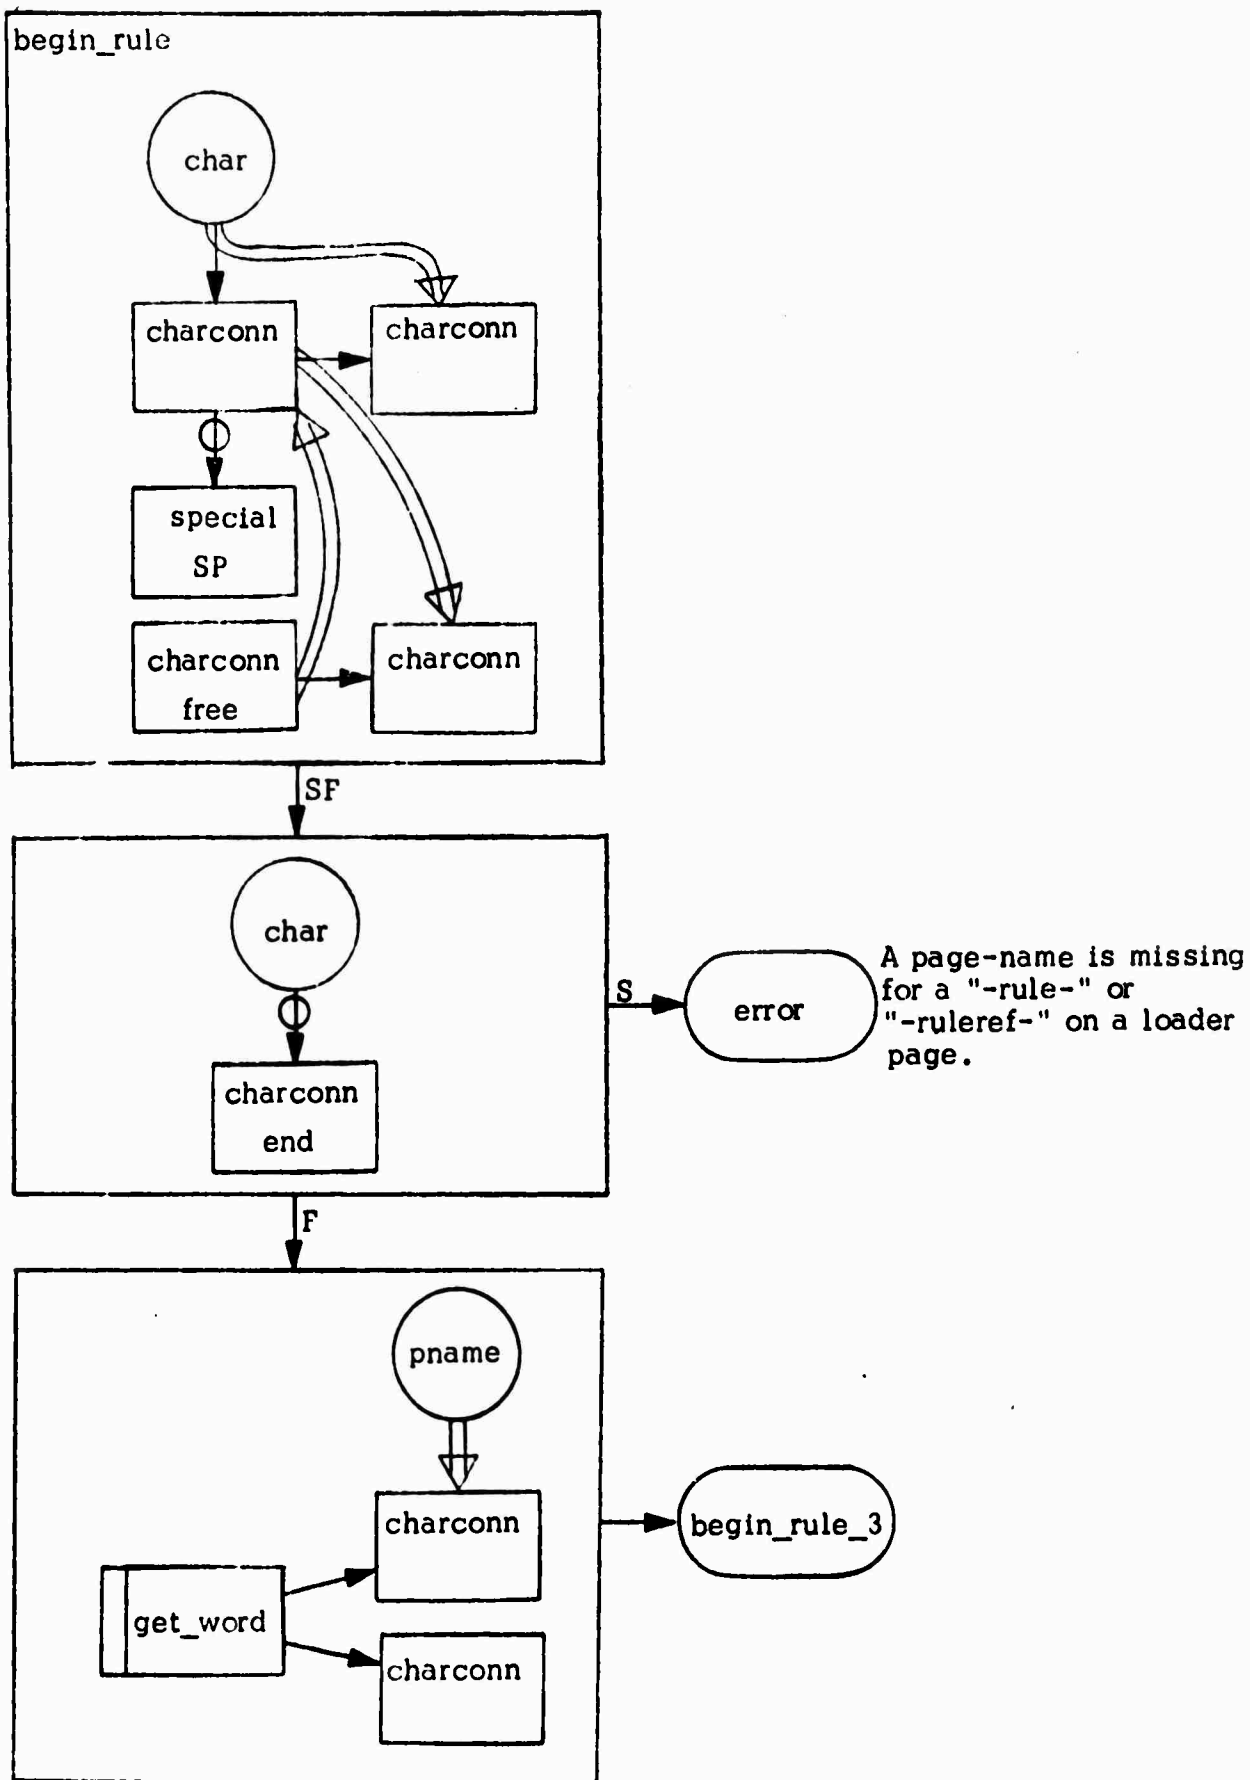 begin_rule
char
charconn
charconn
special
SP
charconn
free
charconn
SF
char
charconn
end
S
error
A page-name is missing
for a "-rule-" or
"-ruleref-" on a loader
page.
F
pname
charconn
get_word
charconn
begin_rule_3